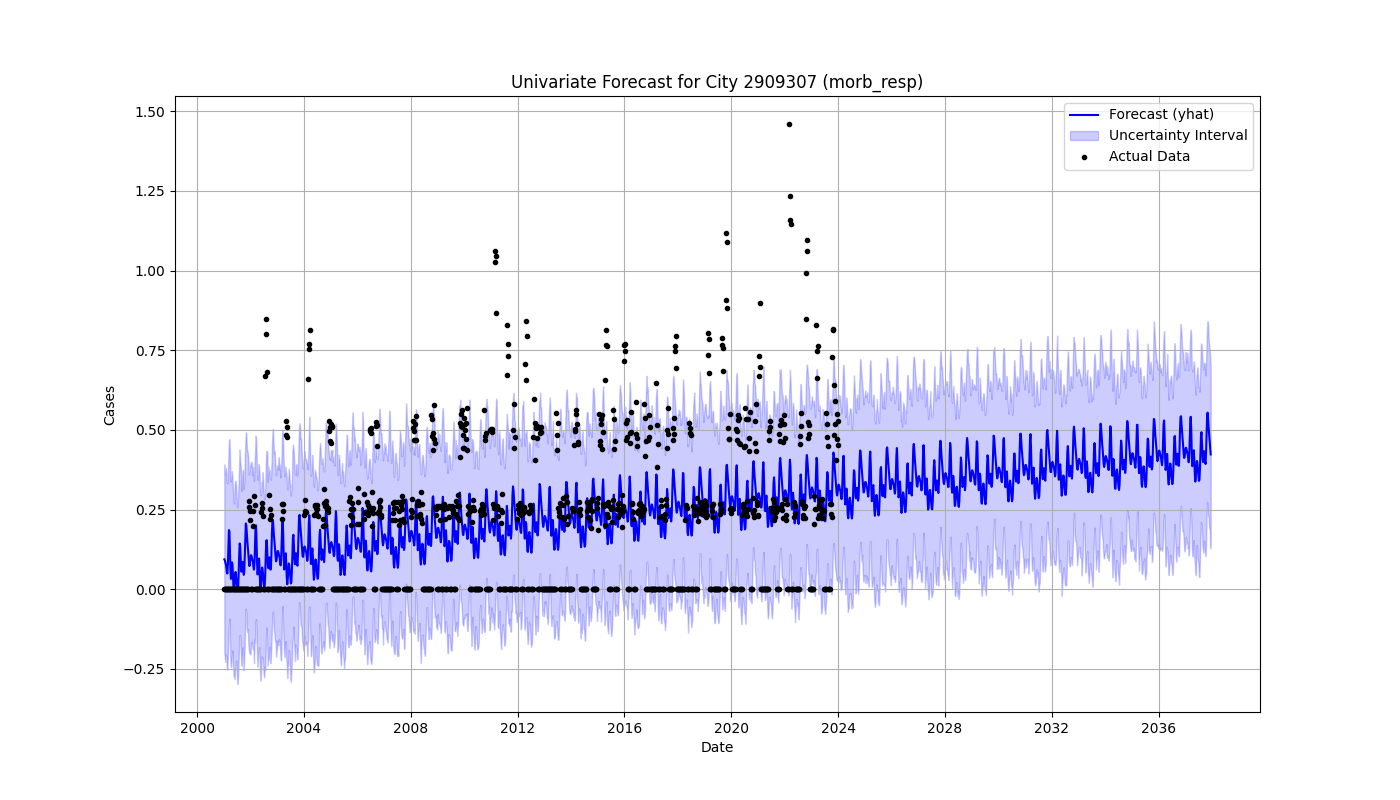 Univariate Forecast for City 2909307 (morb_resp)
Forecast (yhat)
Uncertainty Interval
Actual Data
Cases
1.50
1.25
1.00
0.75
0.50
0.25
0.00
−0.25
2000 2004 2008 2012 2016 2020 2024 2028 2032 2036
Date